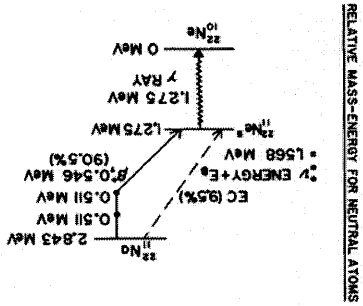 RELATIVE MASS-ENERGY FOR NEUTRAL ATOMS
²²₁₁Na
2.843 MeV
0.511 MeV
0.511 MeV
β⁺, 0.546 MeV
(90.5%)
EC (9.5%)
ν ENERGY+E_B
= 1.568 MeV
²²₁₁Ne*
1.275 MeV
1.275 MeV
γ RAY
0 MeV
²²₁₀Ne